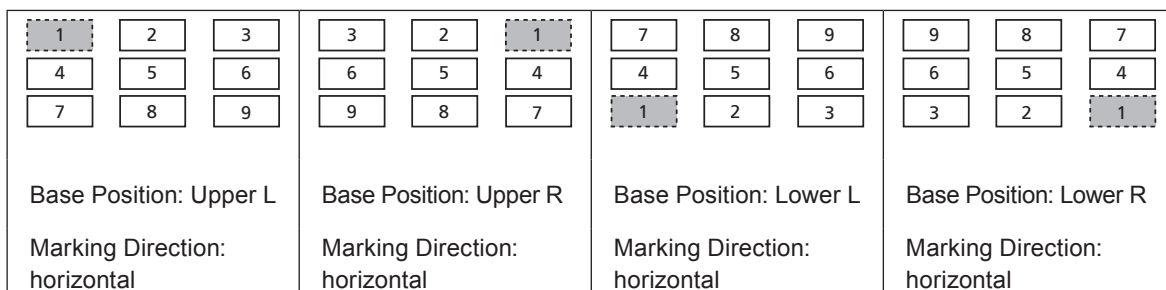 1 2 3
4 5 6
7 8 9
Base Position: Upper L
Marking Direction:
horizontal
3 2 1
6 5 4
9 8 7
Base Position: Upper R
Marking Direction:
horizontal
7 8 9
4 5 6
1 2 3
Base Position: Lower L
Marking Direction:
horizontal
9 8 7
6 5 4
3 2 1
Base Position: Lower R
Marking Direction:
horizontal